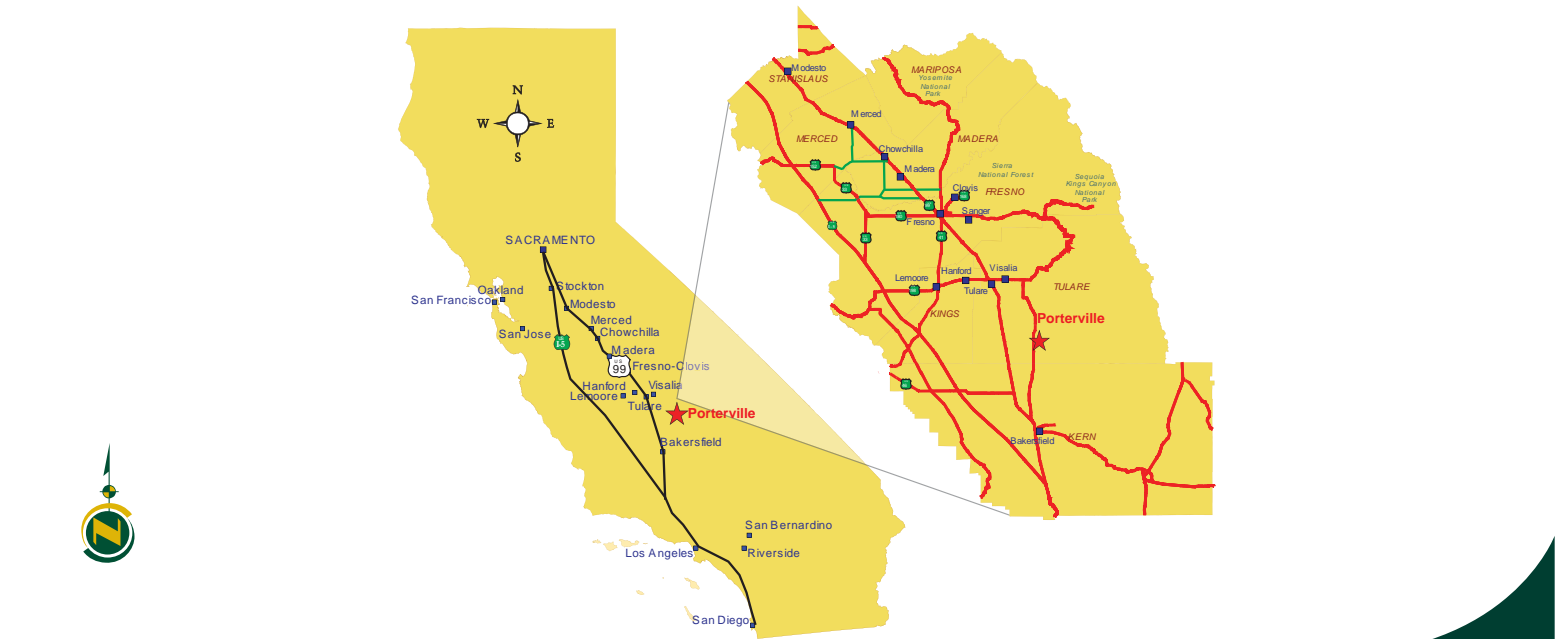 N
W
E
S
SACRAMENTO
Stockton
Oakland
San Francisco
Modesto
Merced
San Jose
Chowchilla
Madera
US
99
Fresno-Clovis
Hanford
Visalia
Lemoore
Tulare
Porterville
Bakersfield
San Bernardino
Los Angeles
Riverside
San Diego
Modesto
STANISLAUS
MARIPOSA
Yosemite
National
Park
Merced
MERCED
MADERA
Chowchilla
Madera
Sierra
National Forest
Sequoia
Kings Canyon
National
Park
Clovis
FRESNO
Sanger
Fresno
Lemoore
Hanford
Visalia
Tulare
TULARE
KINGS
Porterville
Bakersfield
KERN
N